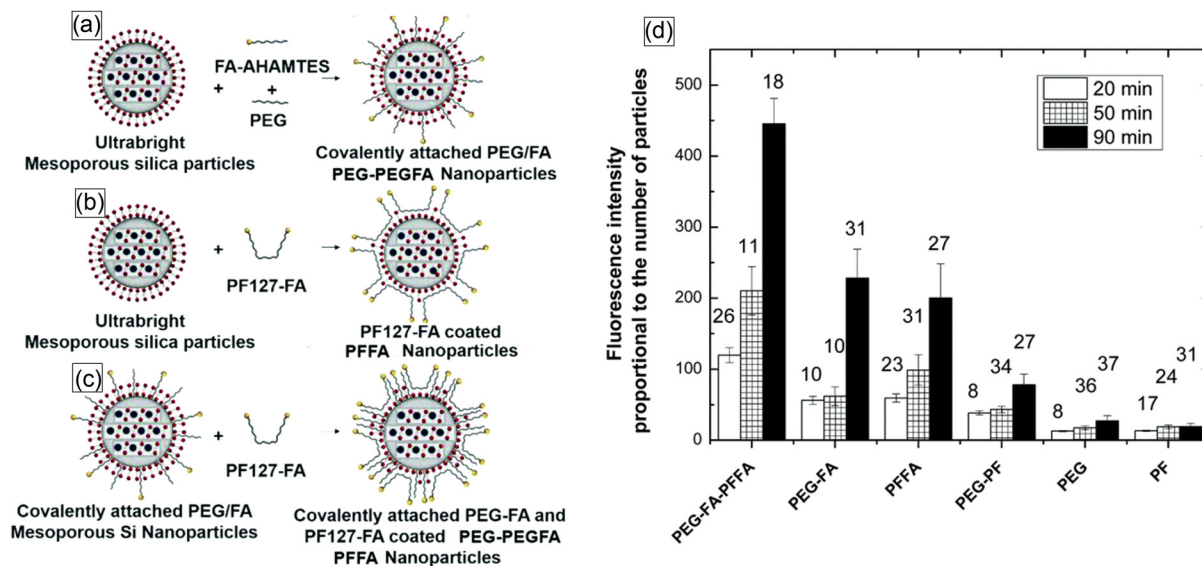 (a)
FA-AHAMTES
+
+
PEG
Ultrabright
Mesoporous silica particles
Covalently attached PEG/FA
PEG-PEGFA Nanoparticles
(b)
+
PF127-FA
Ultrabright
Mesoporous silica particles
PF127-FA coated
PFFA Nanoparticles
(c)
+
PF127-FA
Covalently attached PEG/FA
Mesoporous Si Nanoparticles
Covalently attached PEG-FA and
PF127-FA coated PEG-PEGFA
PFFA Nanoparticles
(d)
Fluorescence intensity
proportional to the number of particles
500
400
300
200
100
0
20 min
50 min
90 min
26
11
18
10
10
31
23
31
27
8
34
27
8
36
37
17
24
31
PEG-FA-PFFA
PEG-FA
PFFA
PEG-PF
PEG
PF